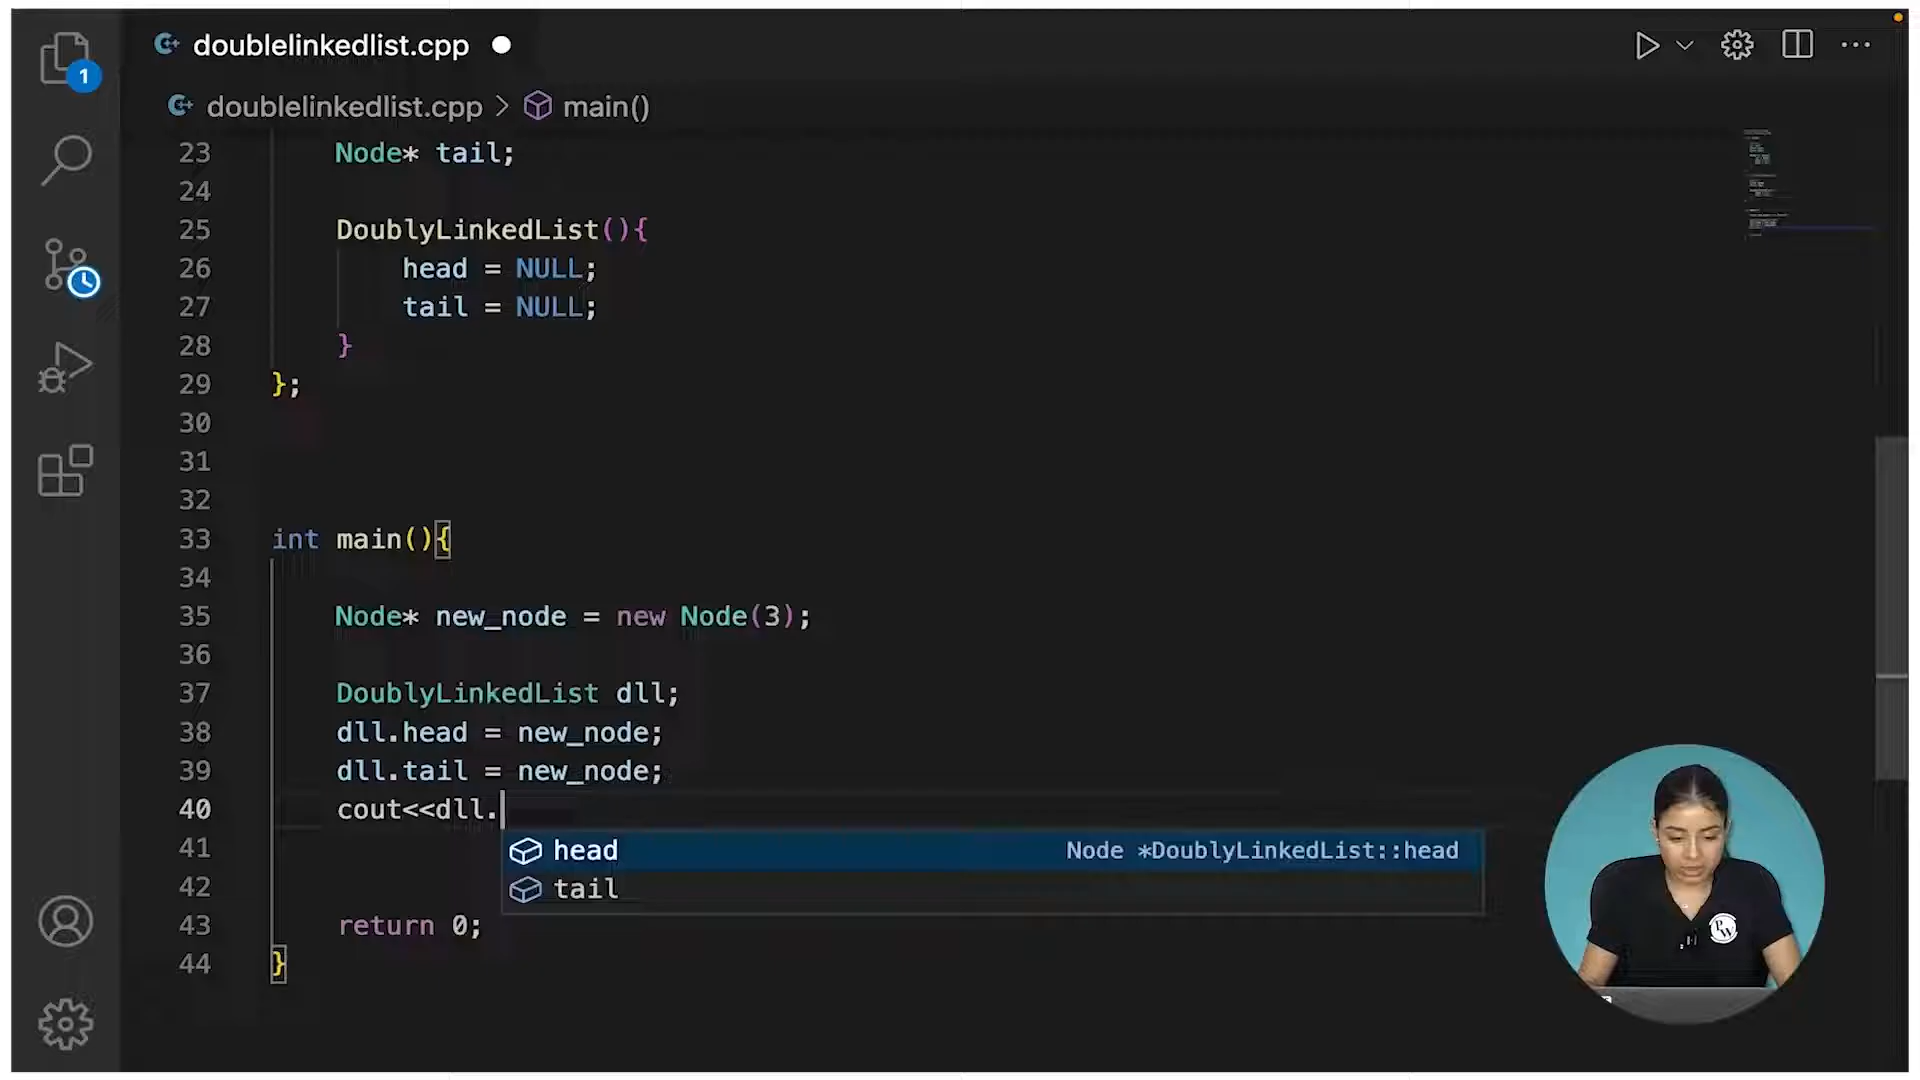 doublelinkedlist.cpp
1
doublelinkedlist.cpp > main()
23 Node* tail;
24
25 DoublyLinkedList(){
26 head = NULL;
27 tail = NULL;
28 }
29 };
30
31
32
33 int main(){
34
35 Node* new_node = new Node(3);
36
37 DoublyLinkedList dll;
38 dll.head = new_node;
39 dll.tail = new_node;
40 cout<<dll.
41
head Node *DoublyLinkedList::head
42
tail
43 return 0;
44 }
PW